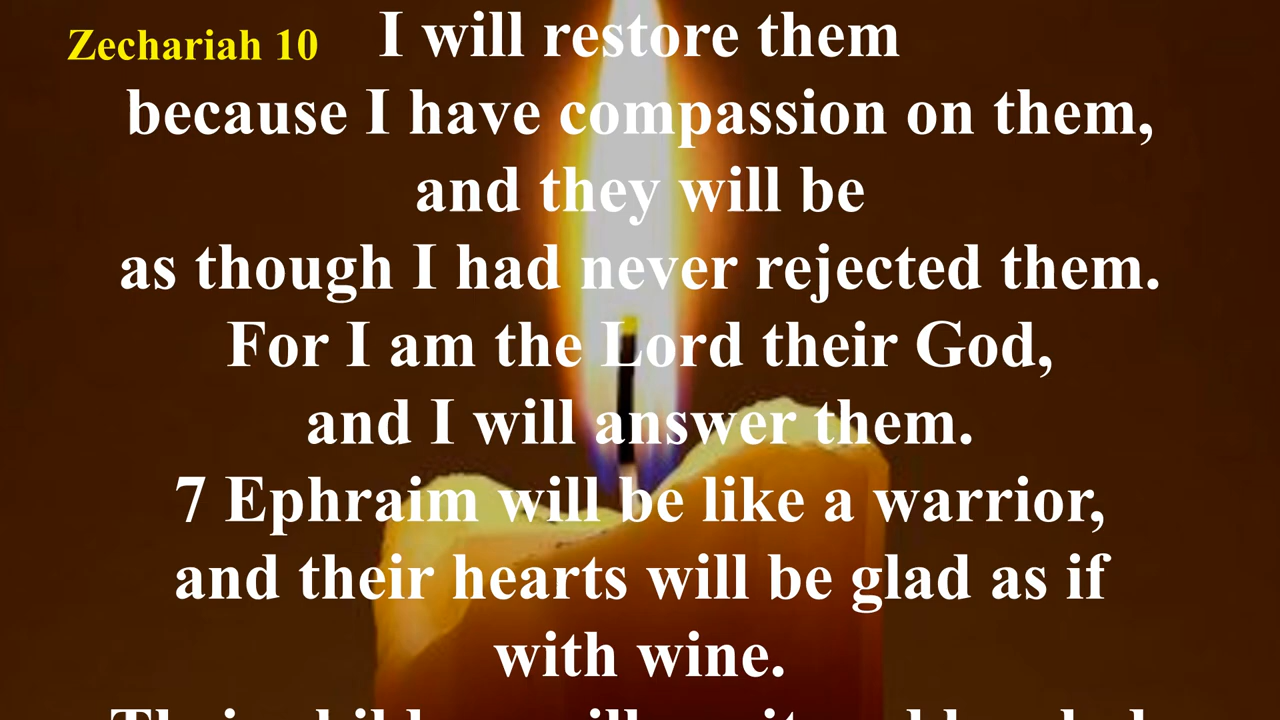 Zechariah 10
I will restore them
because I have compassion on them,
and they will be
as though I had never rejected them.
For I am the Lord their God,
and I will answer them.
7 Ephraim will be like a warrior,
and their hearts will be glad as if
with wine.